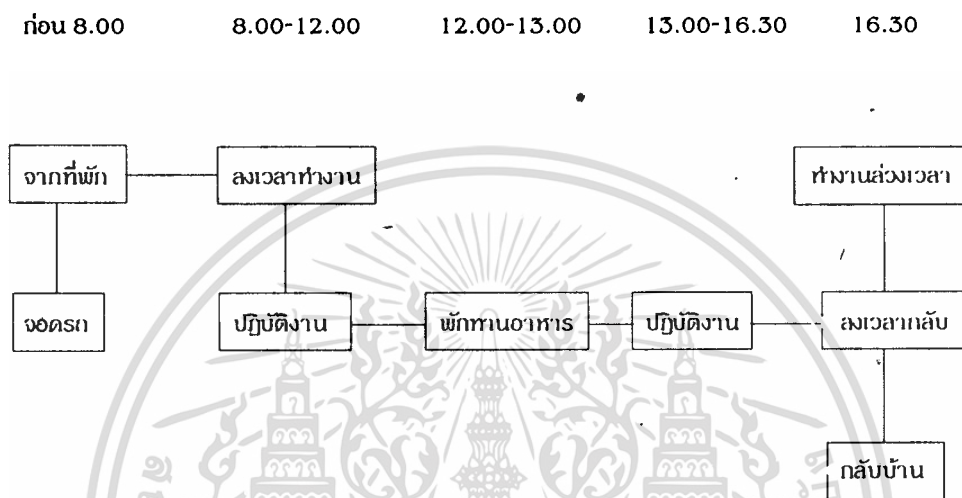 ก่อน 8.00 8.00-12.00 12.00-13.00 13.00-16.30 16.30
จากที่พัก ลงเวลาทำงาน ทำงานล่วงเวลา
จอดรถ ปฏิบัติงาน พักทานอาหาร ปฏิบัติงาน ลงเวลากลับ
กลับบ้าน